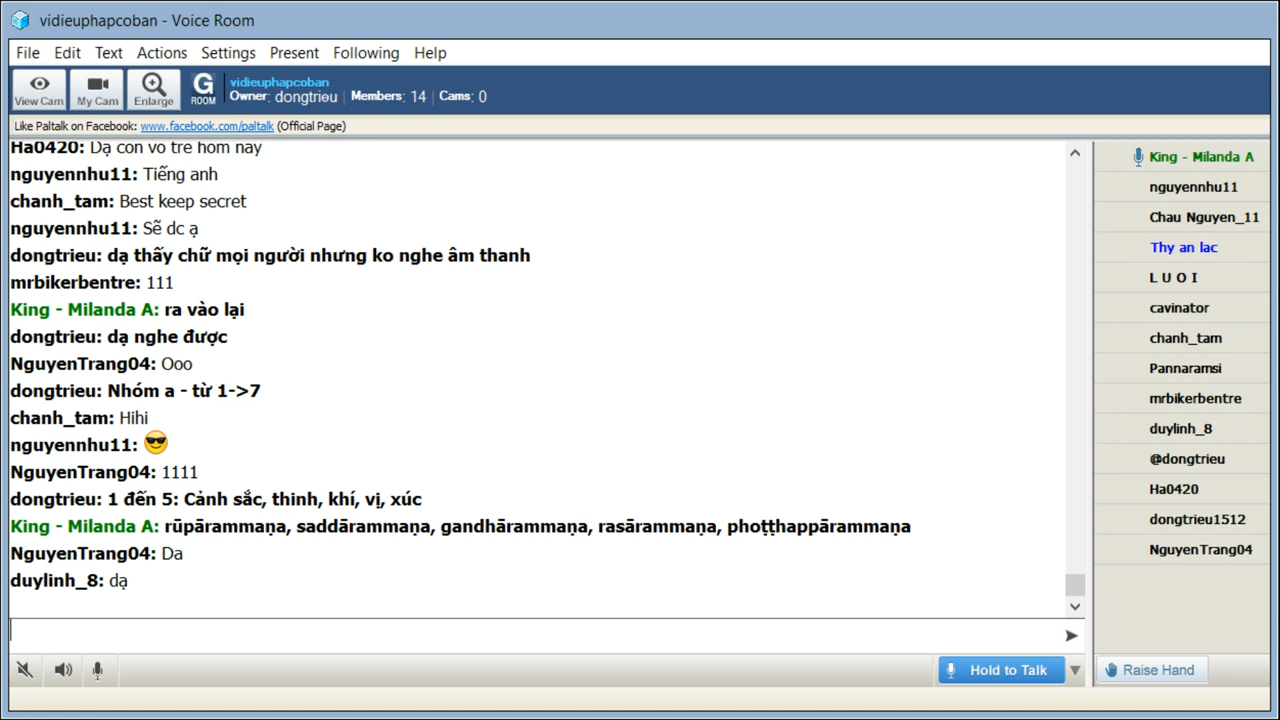 vidieuphapcoban - Voice Room
File Edit Text Actions Settings Present Following Help
View Cam
My Cam
Enlarge
G ROOM
vidieuphapcoban
Owner: dongtrieu | Members: 14 | Cams: 0
Like Paltalk on Facebook: www.facebook.com/paltalk (Official Page)
Ha0420: Dạ con vô trễ hôm nay
nguyennhu11: Tiếng anh
chanh_tam: Best keep secret
nguyennhu11: Sẽ dc ạ
dongtrieu: dạ thấy chữ mọi người nhưng ko nghe âm thanh
mrbikerbentre: 111
King - Milanda A: ra vào lại
dongtrieu: dạ nghe được
NguyenTrang04: Ooo
dongtrieu: Nhóm a - từ 1->7
chanh_tam: Hihi
nguyennhu11: 😎
NguyenTrang04: 1111
dongtrieu: 1 đến 5: Cảnh sắc, thinh, khí, vị, xúc
King - Milanda A: rūpārammaṇa, saddārammaṇa, gandhārammaṇa, rasārammaṇa, phoṭṭhappārammaṇa
NguyenTrang04: Da
duylinh_8: dạ
King - Milanda A
nguyennhu11
Chau Nguyen_11
Thy an lac
L U O I
cavinator
chanh_tam
Pannaramsi
mrbikerbentre
duylinh_8
@dongtrieu
Ha0420
dongtrieu1512
NguyenTrang04
Hold to Talk
Raise Hand